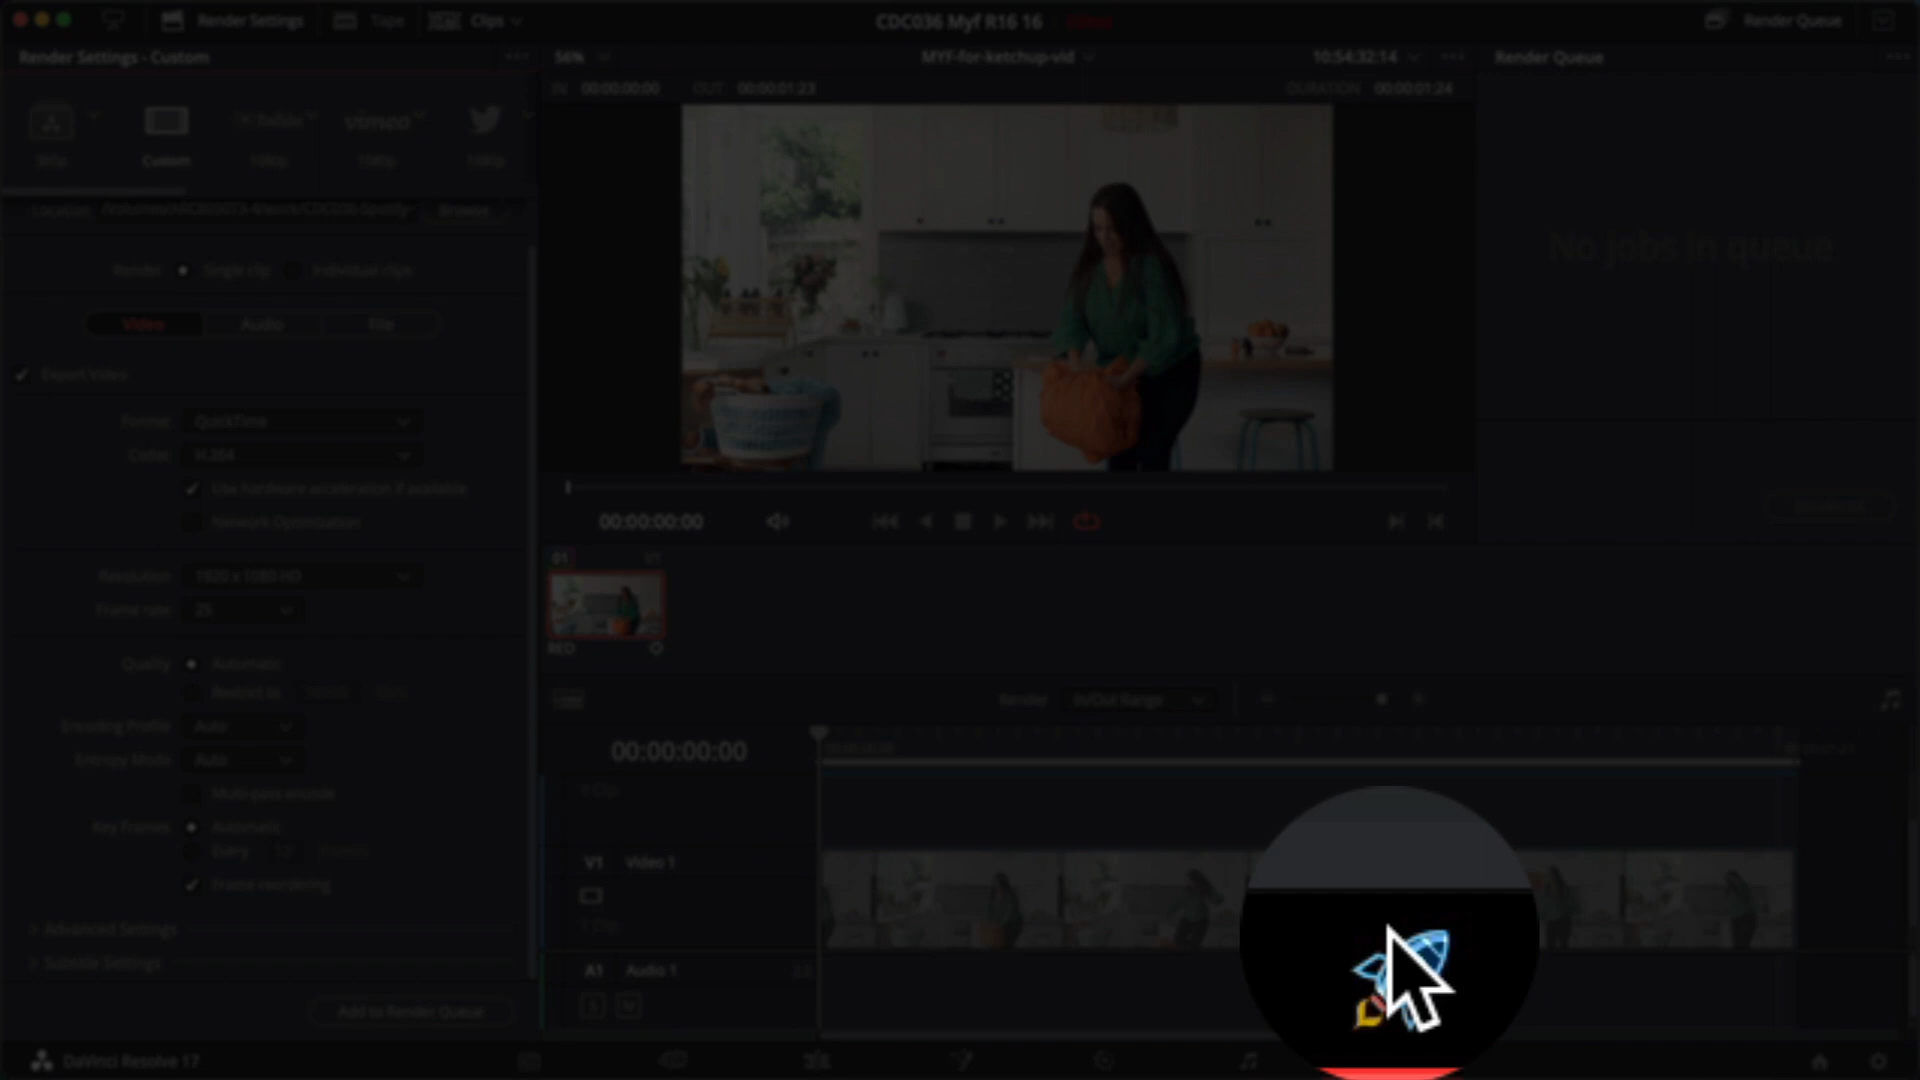 Render Settings
Tape
Clips
CDC036 Myf R16 16
Render Queue
Render Settings - Custom
56%
MYF-for-ketchup-vid
10:54:32:14
Render Queue
IN 00:00:00:00
OUT 00:00:01:23
DURATION 00:00:01:24
vimeo
Custom
1080p
1080p
1080p
Location
Browse
Render
Single clip
Individual clips
No jobs in queue
Video
Audio
File
Export Video
Format
QuickTime
Codec
H.264
Use hardware acceleration if available
Network Optimization
00:00:00:00
01
V1
RED
Resolution
1920 x 1080 HD
Frame rate
25
Quality
Automatic
Restrict to
Render
In/Out Range
Encoding Profile
Auto
Entropy Mode
Auto
00:00:00:00
Multi-pass encode
Key Frames
Automatic
Every
Frame reordering
V1
Video 1
Advanced Settings
Subtitle Settings
A1
Audio 1
2.0
S
M
Add to Render Queue
DaVinci Resolve 17